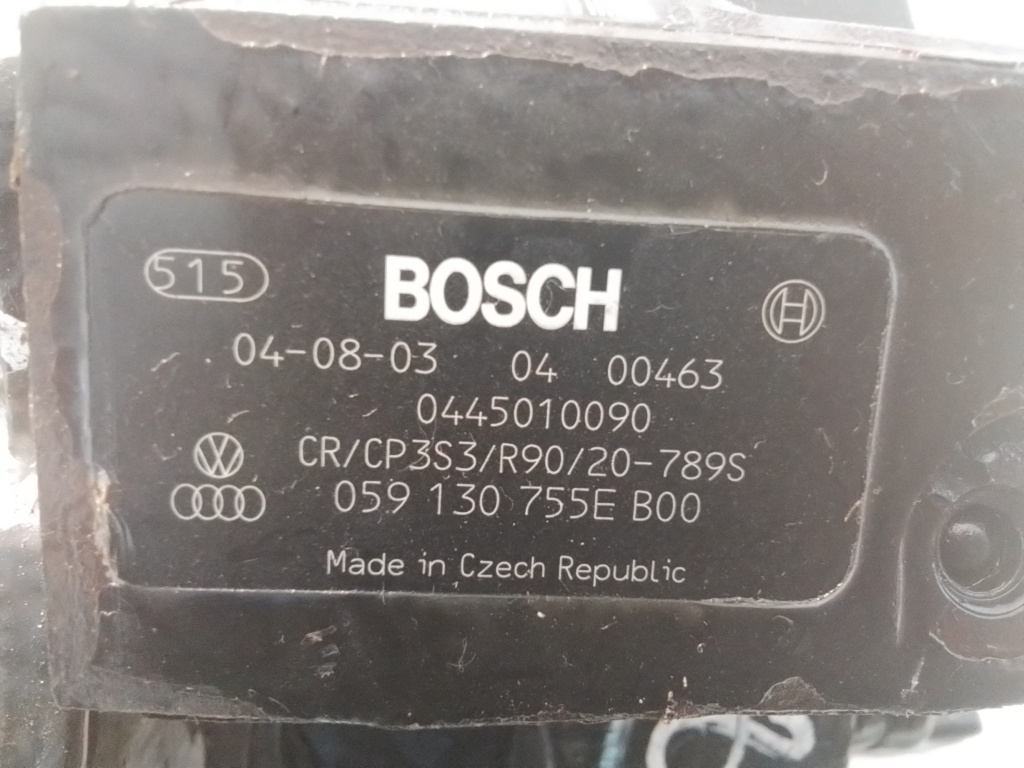 515
BOSCH
04-08-03 04 00463
0445010090
CR/CP3S3/R90/20-789S
059 130 755E B00
Made in Czech Republic